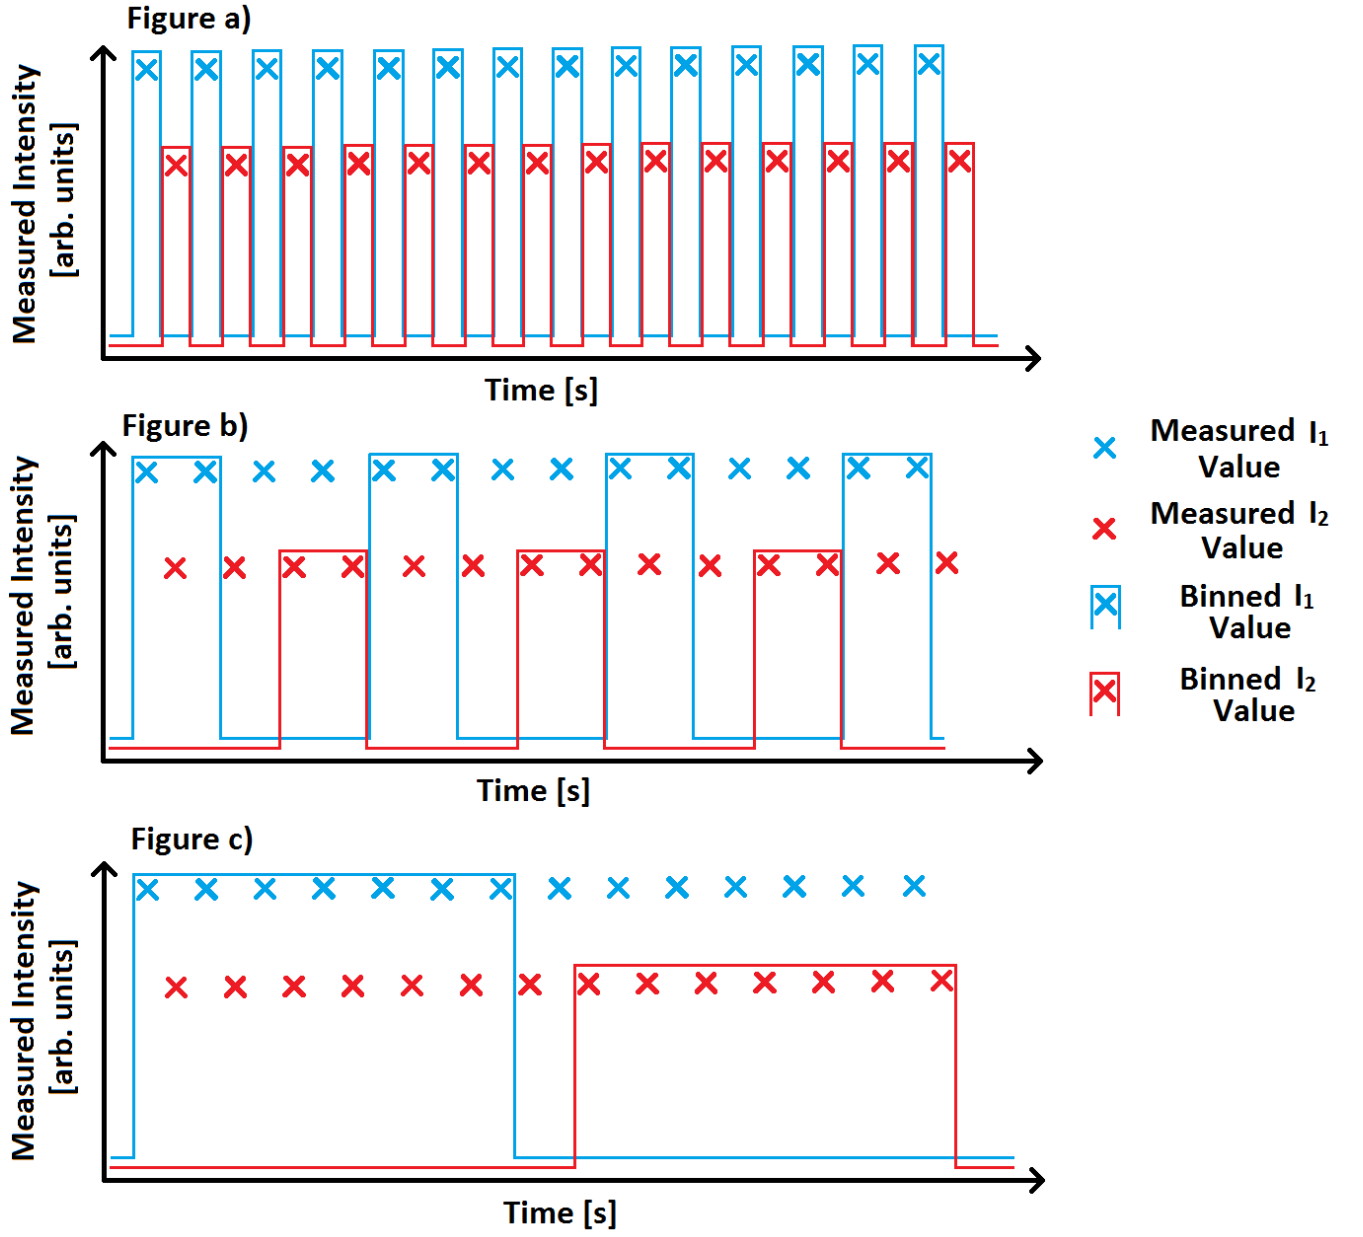 Figure a)
Measured Intensity
[arb. units]
Time [s]
Figure b)
Measured Intensity
[arb. units]
Time [s]
Figure c)
Measured Intensity
[arb. units]
Time [s]
Measured I₁
Value
Measured I₂
Value
Binned I₁
Value
Binned I₂
Value